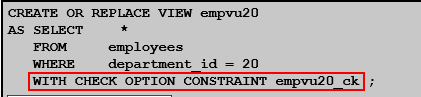 CREATE OR REPLACE VIEW empvu20
AS SELECT *
FROM employees
WHERE department_id = 20
WITH CHECK OPTION CONSTRAINT empvu20_ck ;